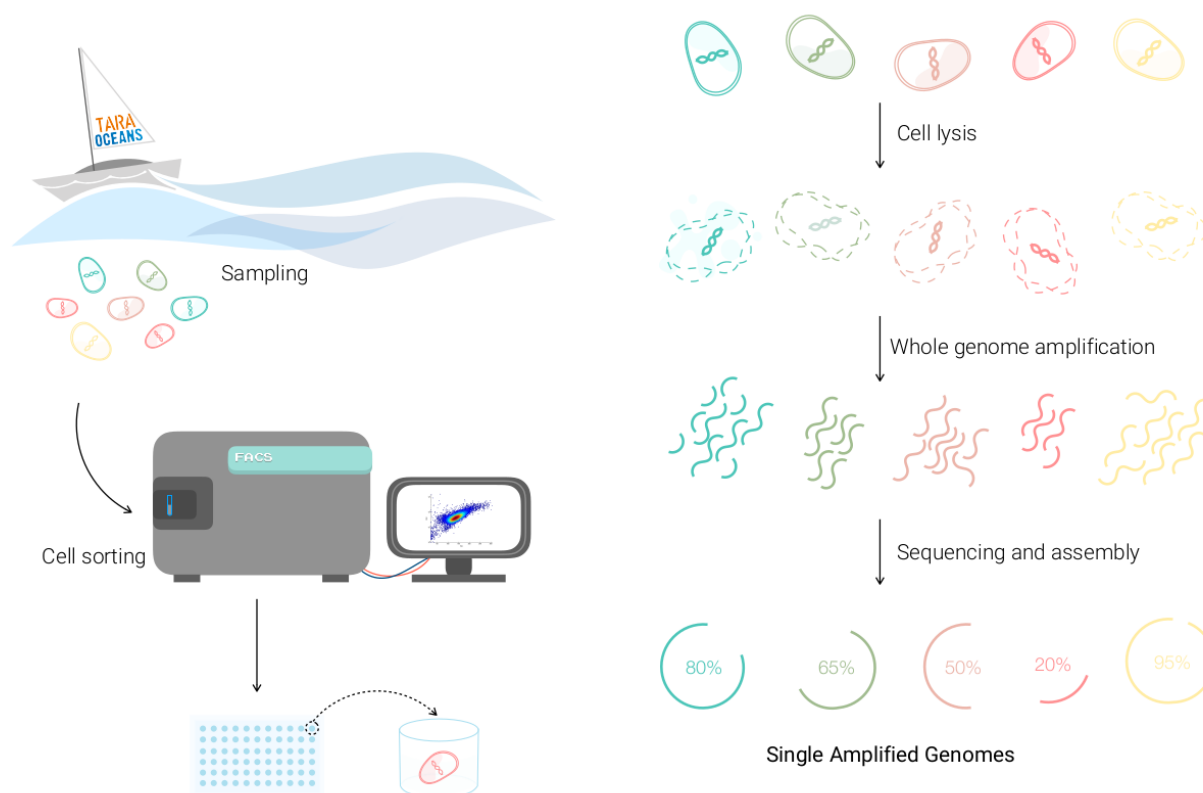 TARA
OCEANS
Sampling
FACS
Cell sorting
Cell lysis
Whole genome amplification
Sequencing and assembly
80%
65%
50%
20%
95%
Single Amplified Genomes